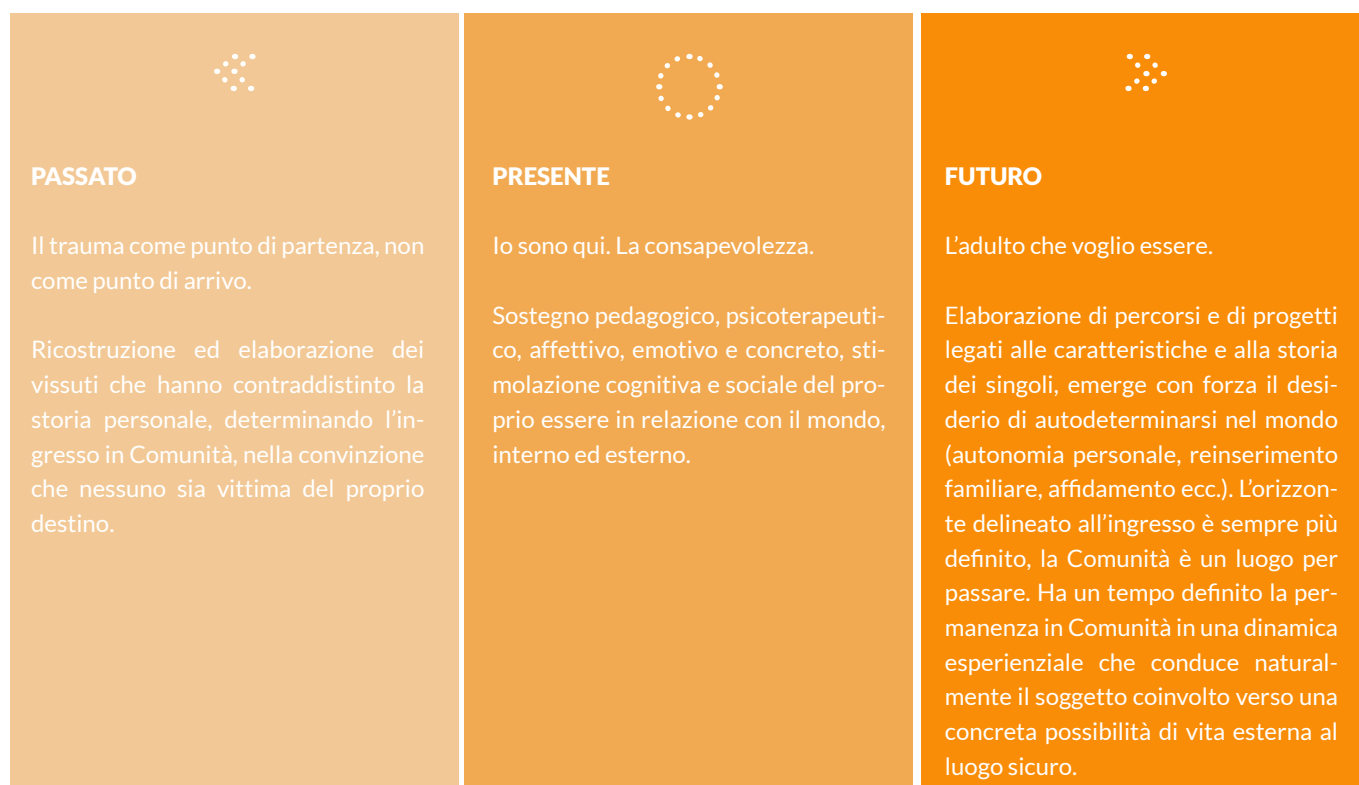 PASSATO
Il trauma come punto di partenza, non
come punto di arrivo.
Ricostruzione ed elaborazione dei
vissuti che hanno contraddistinto la
storia personale, determinando l’in-
gresso in Comunità, nella convinzione
che nessuno sia vittima del proprio
destino.
PRESENTE
Io sono qui. La consapevolezza.
Sostegno pedagogico, psicoterapeuti-
co, affettivo, emotivo e concreto, sti-
molazione cognitiva e sociale del pro-
prio essere in relazione con il mondo,
interno ed esterno.
FUTURO
L’adulto che voglio essere.
Elaborazione di percorsi e di progetti
legati alle caratteristiche e alla storia
dei singoli, emerge con forza il desi-
derio di autodeterminarsi nel mondo
(autonomia personale, reinserimento
familiare, affidamento ecc.). L’orizzon-
te delineato all’ingresso è sempre più
definito, la Comunità è un luogo per
passare. Ha un tempo definito la per-
manenza in Comunità in una dinamica
esperienziale che conduce natural-
mente il soggetto coinvolto verso una
concreta possibilità di vita esterna al
luogo sicuro.